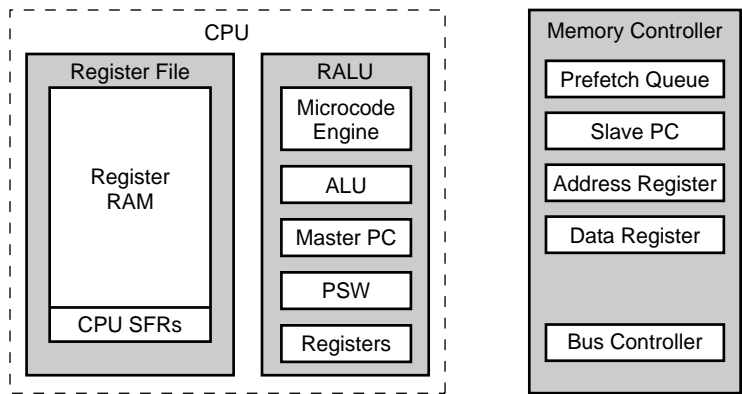 CPU
Register File
Register
RAM
CPU SFRs
RALU
Microcode
Engine
ALU
Master PC
PSW
Registers
Memory Controller
Prefetch Queue
Slave PC
Address Register
Data Register
Bus Controller